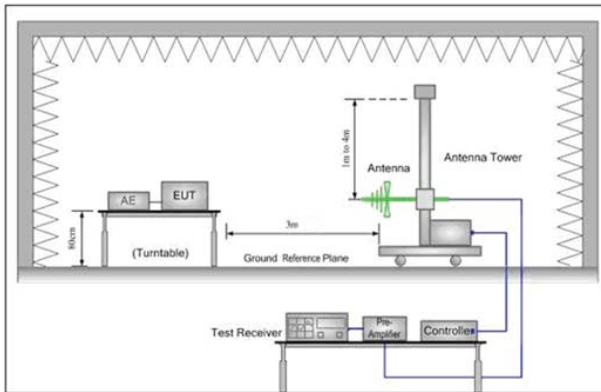 1m to 4m
Antenna
Antenna Tower
AE
EUT
80cm
(Turntable)
3m
Ground Reference Plane
Test Receiver
Pre-
Amplifier
Controller